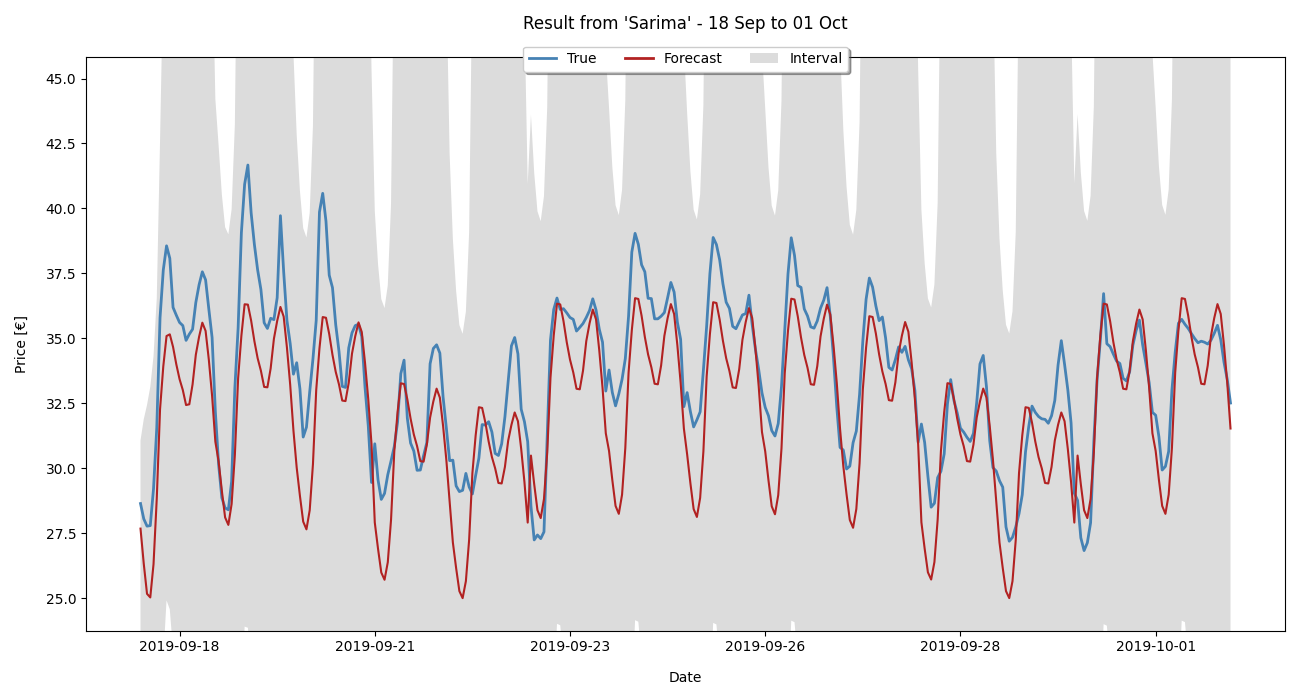 Result from 'Sarima' - 18 Sep to 01 Oct
True Forecast Interval
45.0
42.5
40.0
37.5
35.0
32.5
30.0
27.5
25.0
Price [€]
2019-09-18 2019-09-21 2019-09-23 2019-09-26 2019-09-28 2019-10-01
Date